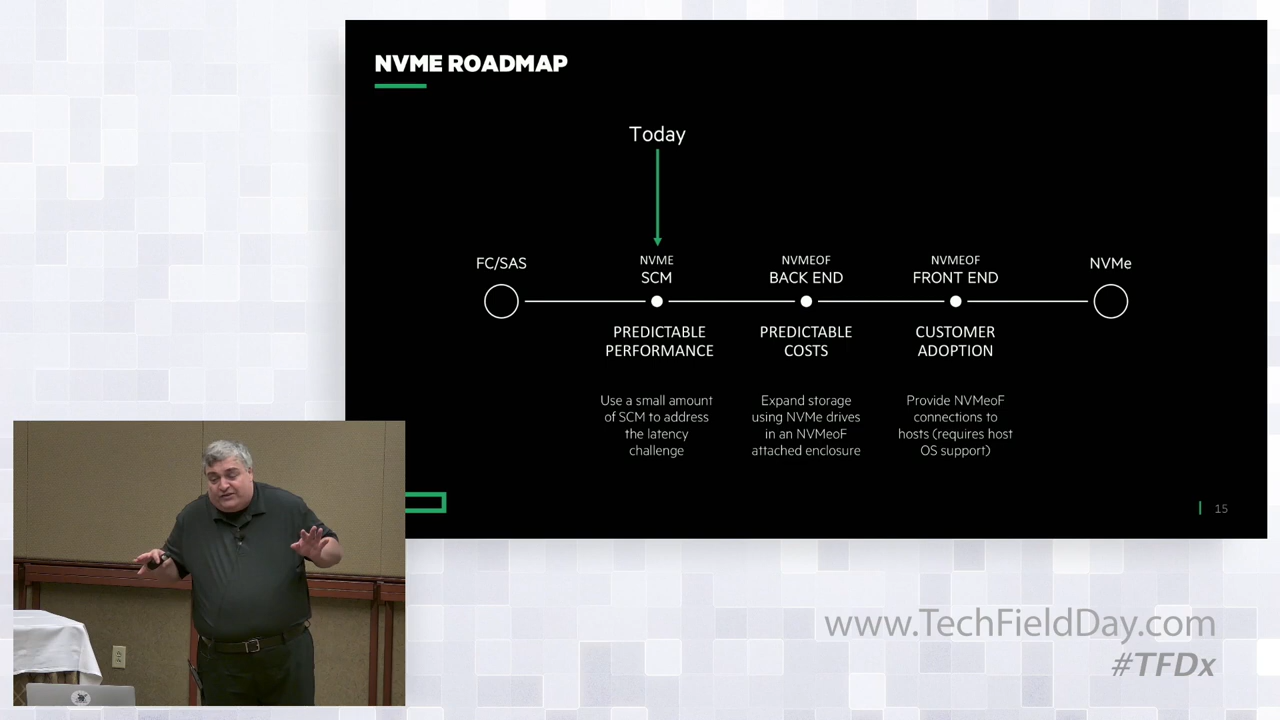 NVME ROADMAP
Today
FC/SAS
NVME
SCM
NVMEOF
BACK END
NVMEOF
FRONT END
NVMe
PREDICTABLE
PERFORMANCE
PREDICTABLE
COSTS
CUSTOMER
ADOPTION
Use a small amount
of SCM to address
the latency
challenge
Expand storage
using NVMe drives
in an NVMeoF
attached enclosure
Provide NVMeoF
connections to
hosts (requires host
OS support)
15
www.TechFieldDay.com
#TFDx